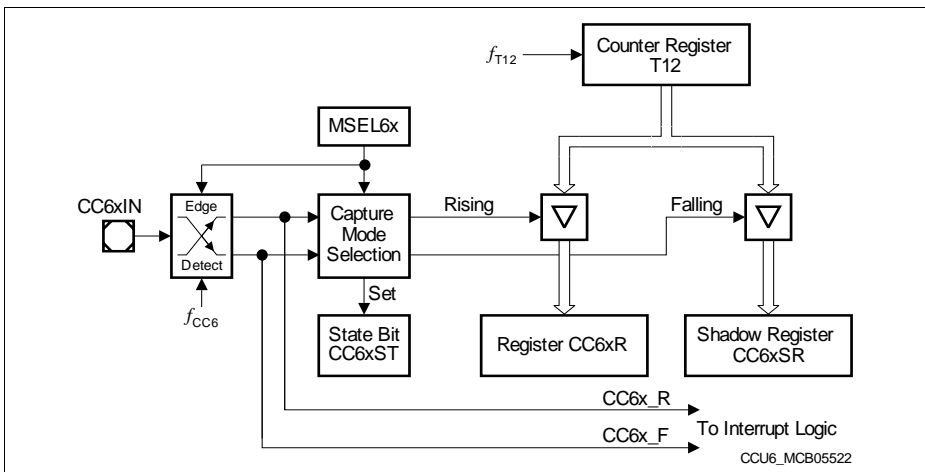 Counter Register
T12
fT12
MSEL6x
CC6xIN
Edge
Detect
Capture
Mode
Selection
Rising
Falling
fCC6
Set
State Bit
CC6xST
Register CC6xR
Shadow Register
CC6xSR
CC6x_R
CC6x_F
To Interrupt Logic
CCU6_MCB05522